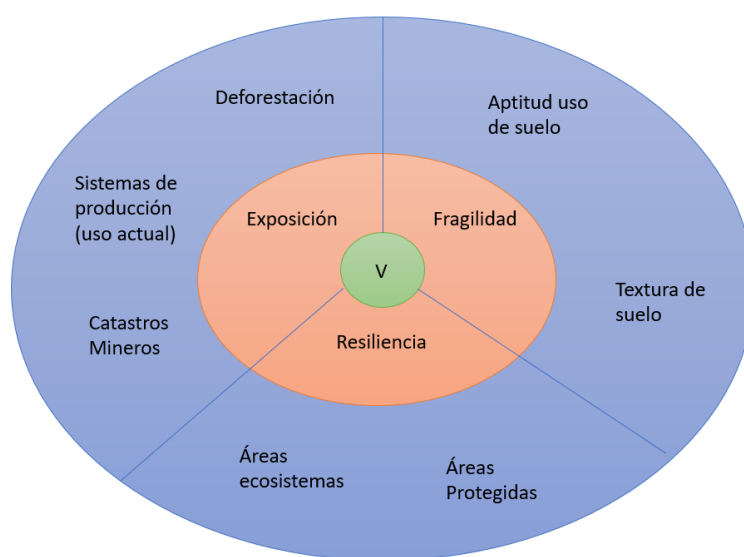 Deforestación
Aptitud uso
de suelo
Sistemas de
producción
(uso actual)
Exposición
Fragilidad
V
Textura de
suelo
Catastros
Mineros
Resiliencia
Áreas
ecosistemas
Áreas
Protegidas